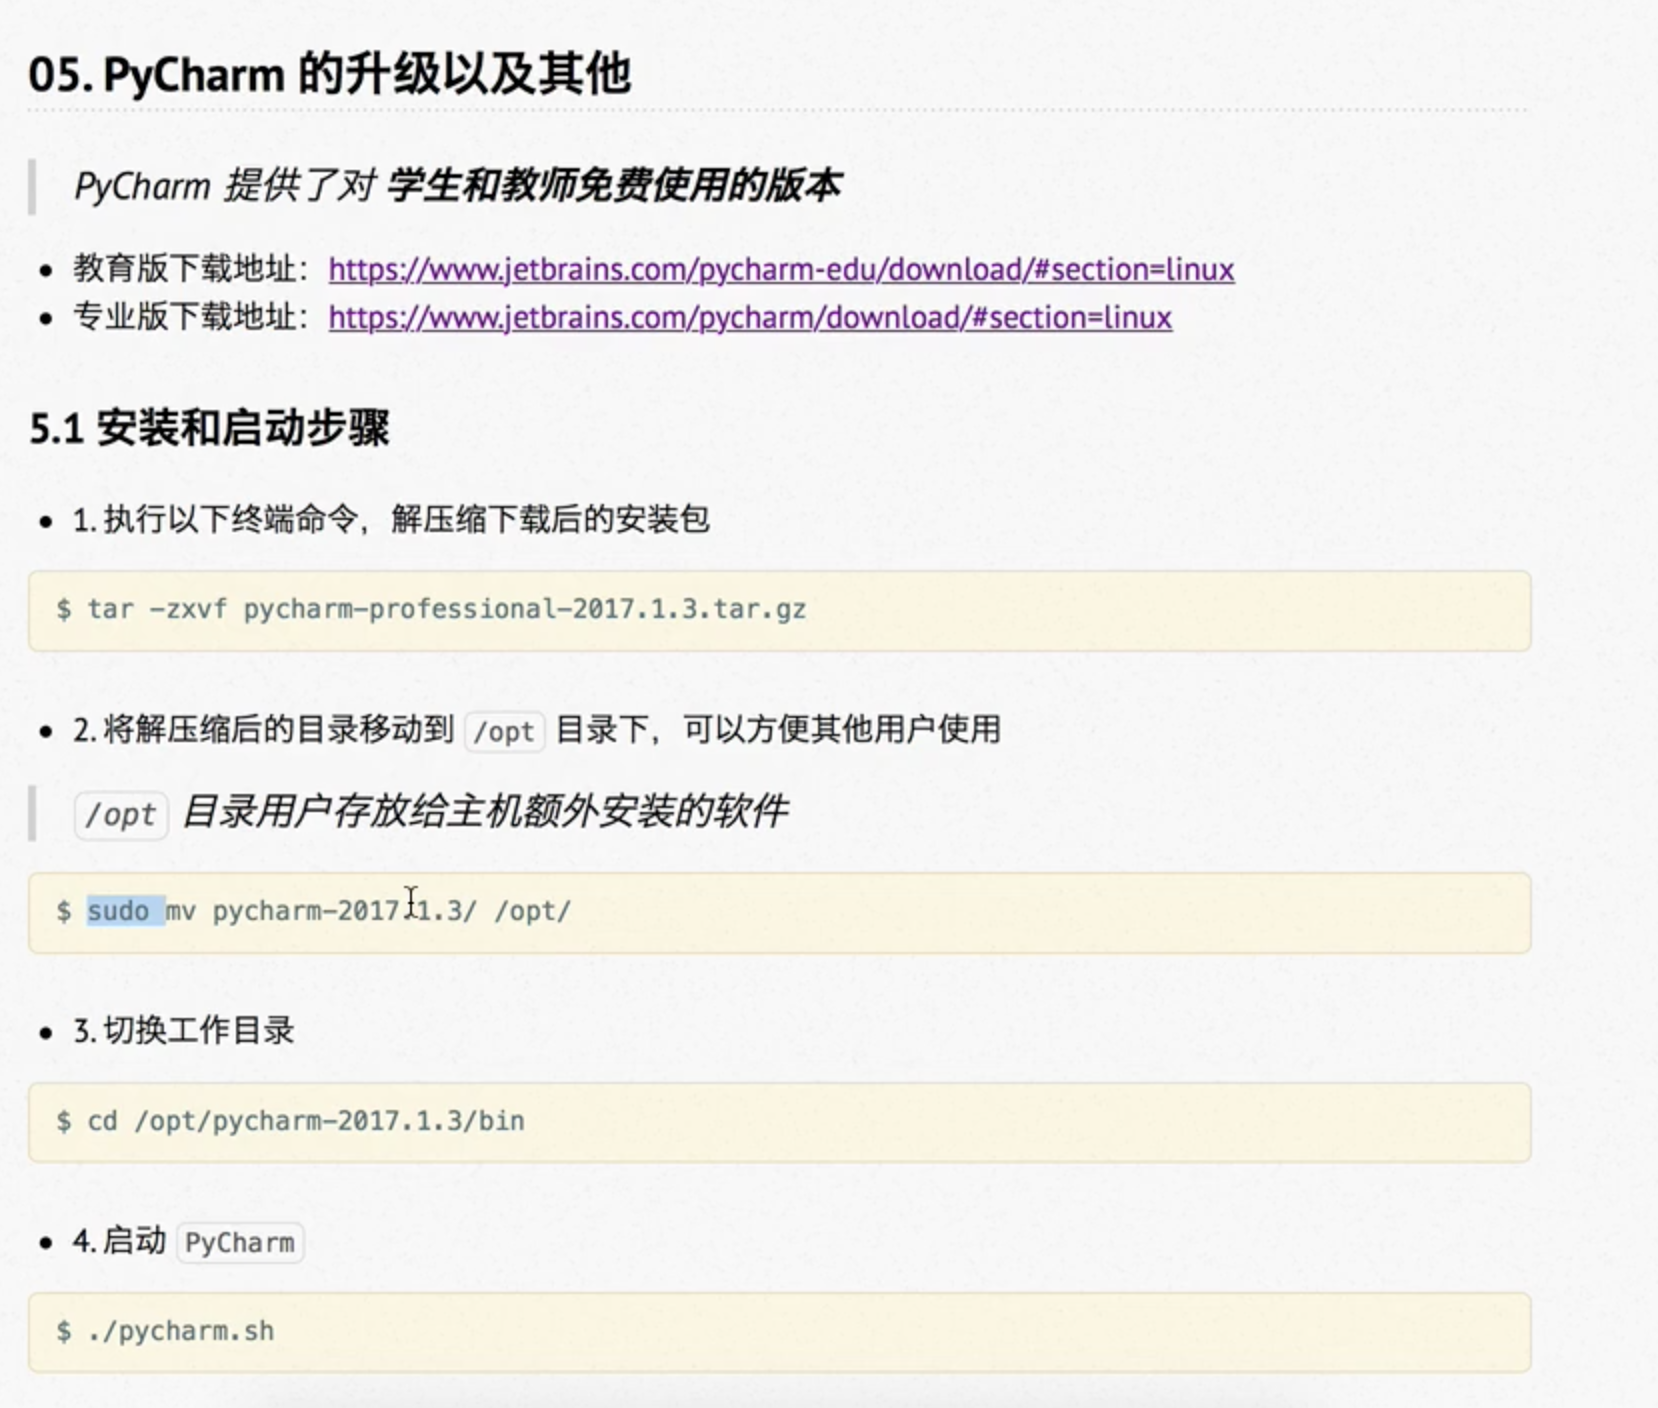 05. PyCharm 的升级以及其他
PyCharm 提供了对 学生和教师免费使用的版本
• 教育版下载地址：https://www.jetbrains.com/pycharm-edu/download/#section=linux
• 专业版下载地址：https://www.jetbrains.com/pycharm/download/#section=linux
5.1 安装和启动步骤
• 1. 执行以下终端命令，解压缩下载后的安装包
$ tar -zxvf pycharm-professional-2017.1.3.tar.gz
• 2. 将解压缩后的目录移动到 /opt 目录下，可以方便其他用户使用
/opt 目录用户存放给主机额外安装的软件
$ sudo mv pycharm-2017.1.3/ /opt/
• 3. 切换工作目录
$ cd /opt/pycharm-2017.1.3/bin
• 4. 启动 PyCharm
$ ./pycharm.sh